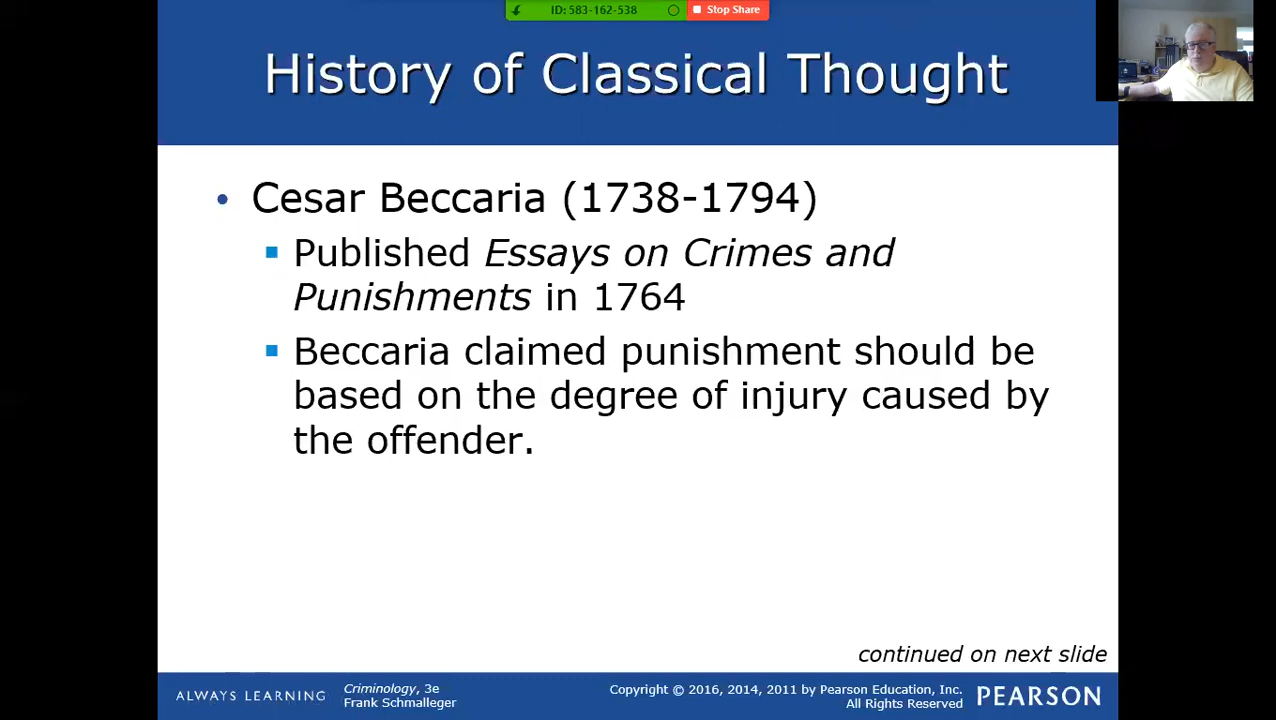 ID: 583-162-538
Stop Share
History of Classical Thought
• Cesar Beccaria (1738-1794)
▪ Published Essays on Crimes and
Punishments in 1764
▪ Beccaria claimed punishment should be
based on the degree of injury caused by
the offender.
continued on next slide
ALWAYS LEARNING
Criminology, 3e
Frank Schmalleger
Copyright © 2016, 2014, 2011 by Pearson Education, Inc.
All Rights Reserved
PEARSON